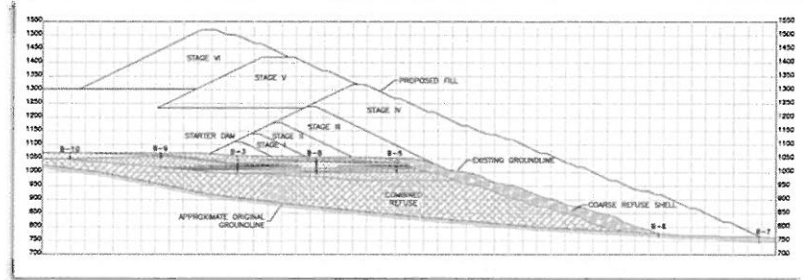 1550
1500
1450
1400
1350
1300
1250
1200
1150
1100
1050
1000
950
900
850
800
750
700
STAGE VI
STAGE V
PROPOSED FILL
STAGE IV
STAGE III
STARTER DAM
STAGE II
STAGE I
B-10
B-9
B-3
B-8
EXISTING GROUNDLINE
COMBINED
REFUSE
COARSE REFUSE SHELL
APPROXIMATE ORIGINAL
GROUNDLINE
B-7
1550
1500
1450
1400
1350
1300
1250
1200
1150
1100
1050
1000
950
900
850
800
750
700